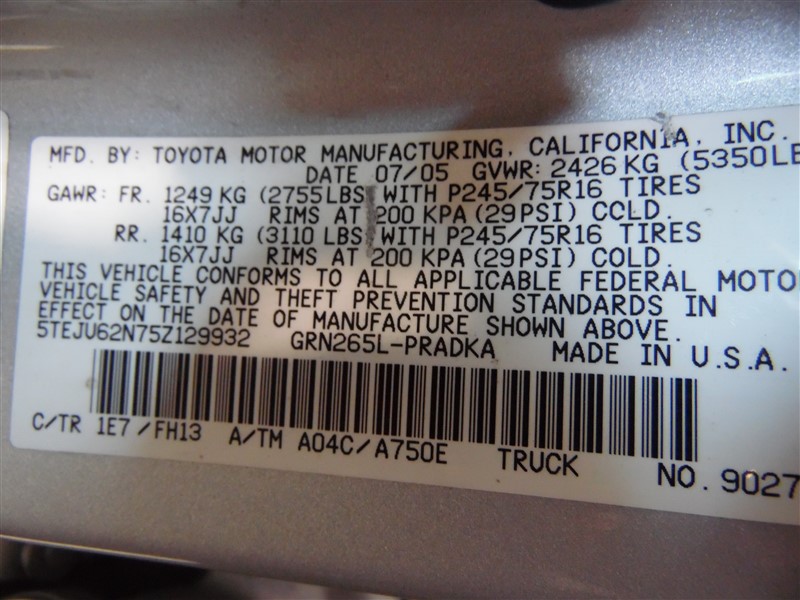 MFD. BY: TOYOTA MOTOR MANUFACTURING, CALIFORNIA, INC.
DATE 07/05 GVWR: 2426 KG (5350LB
GAWR: FR. 1249 KG (2755LBS) WITH P245/75R16 TIRES
16X7JJ RIMS AT 200 KPA (29PSI) CCLD.
RR. 1410 KG (3110 LBS) WITH P245/75R16 TIRES
16X7JJ RIMS AT 200 KPA (29PSI) COLD.
THIS VEHICLE CONFORMS TO ALL APPLICABLE FEDERAL MOTO
VEHICLE SAFETY AND THEFT PREVENTION STANDARDS IN
EFFECT ON THE DATE OF MANUFACTURE SHOWN ABOVE.
5TEJU62N75Z129932 GRN265L-PRADKA MADE IN U.S.A.
C/TR 1E7/FH13 A/TM A04C/A750E TRUCK NO. 9027